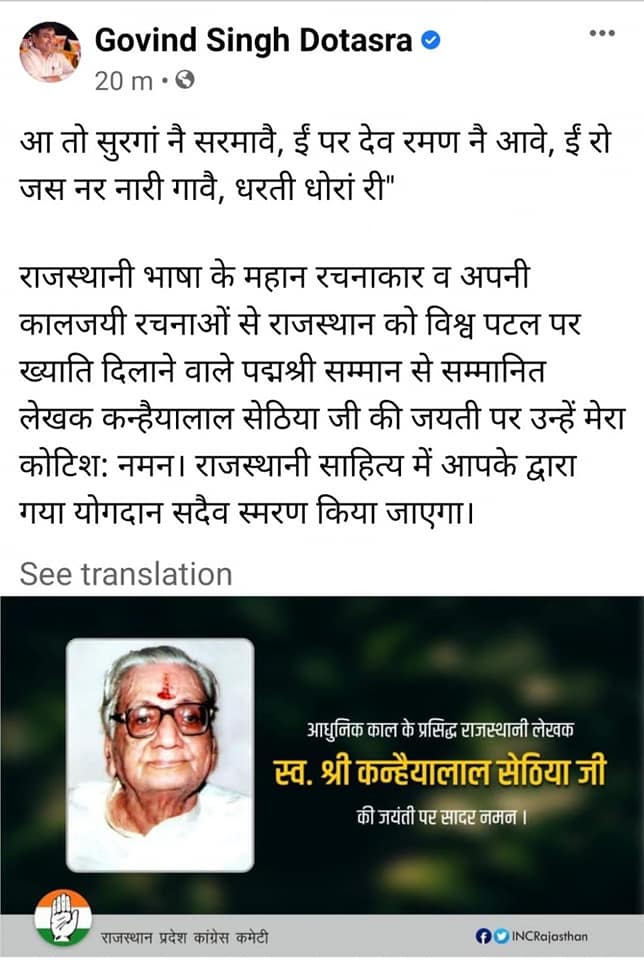 Govind Singh Dotasra
20 m
आ तो सुरगां नै सरमावै, ईं पर देव रमण नै आवे, ईं रो
जस नर नारी गावै, धरती धोरां री"
राजस्थानी भाषा के महान रचनाकार व अपनी
कालजयी रचनाओं से राजस्थान को विश्व पटल पर
ख्याति दिलाने वाले पद्मश्री सम्मान से सम्मानित
लेखक कन्हैयालाल सेठिया जी की जयती पर उन्हें मेरा
कोटिश: नमन। राजस्थानी साहित्य में आपके द्वारा
गया योगदान सदैव स्मरण किया जाएगा।
See translation
आधुनिक काल के प्रसिद्ध राजस्थानी लेखक
स्व. श्री कन्हैयालाल सेठिया जी
की जयंती पर सादर नमन।
राजस्थान प्रदेश कांग्रेस कमेटी
INCRajasthan